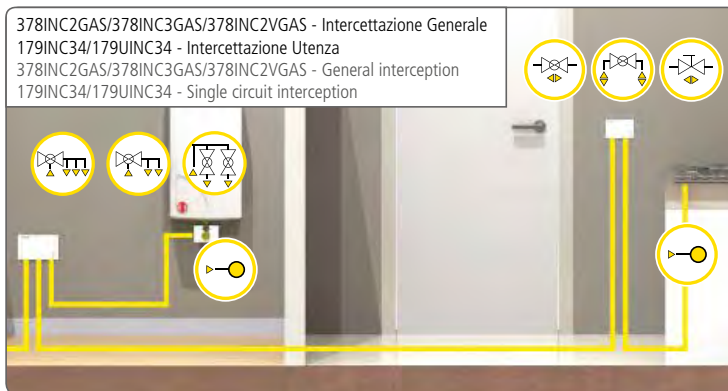 378INC2GAS/378INC3GAS/378INC2VGAS - Intercettazione Generale
179INC34/179UINC34 - Intercettazione Utenza
378INC2GAS/378INC3GAS/378INC2VGAS - General interception
179INC34/179UINC34 - Single circuit interception